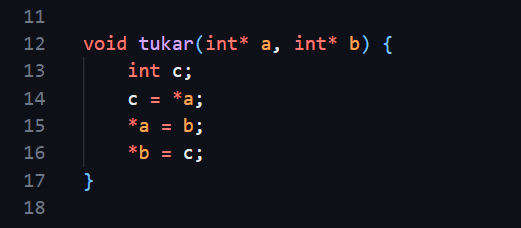 11
12 void tukar(int* a, int* b) {
13 int c;
14 c = *a;
15 *a = b;
16 *b = c;
17 }
18